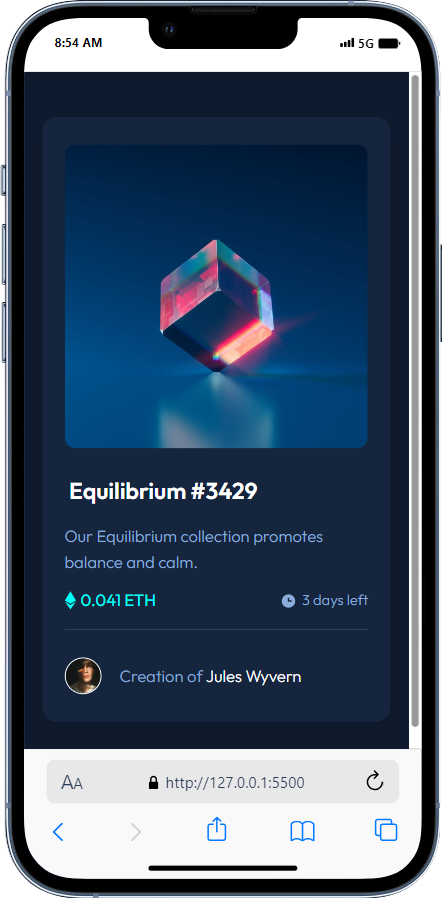 8:54 AM
5G
Equilibrium #3429
Our Equilibrium collection promotes
balance and calm.
0.041 ETH
3 days left
Creation of Jules Wyvern
AA
http://127.0.0.1:5500